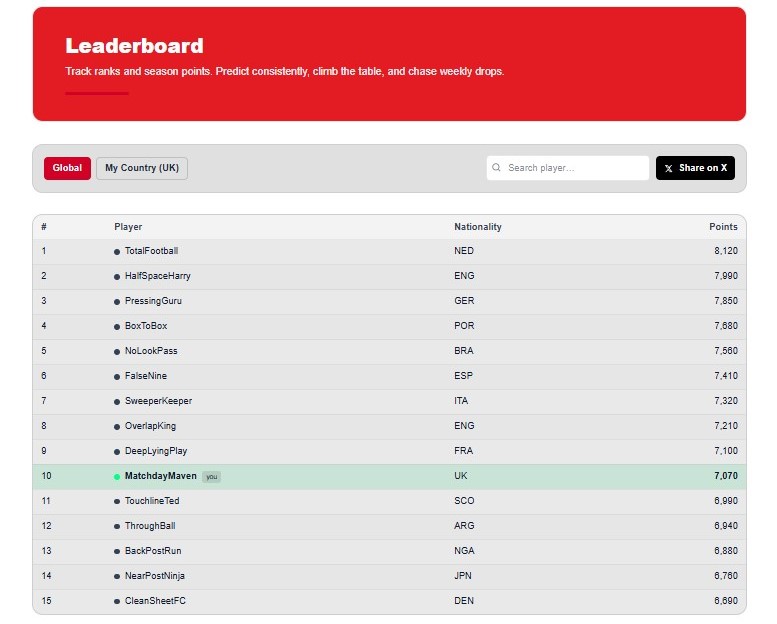 Leaderboard
Track ranks and season points. Predict consistently, climb the table, and chase weekly drops.
Global My Country (UK) Search player... X Share on X
# Player Nationality Points
1 TotalFootball NED 8,120
2 HalfSpaceHarry ENG 7,990
3 PressingGuru GER 7,850
4 BoxToBox POR 7,680
5 NoLookPass BRA 7,560
6 FalseNine ESP 7,410
7 SweeperKeeper ITA 7,320
8 OverlapKing ENG 7,210
9 DeepLyingPlay FRA 7,100
10 MatchdayMaven you UK 7,070
11 TouchlineTed SCO 6,990
12 ThroughBall ARG 6,940
13 BackPostRun NGA 6,880
14 NearPostNinja JPN 6,760
15 CleanSheetFC DEN 6,690